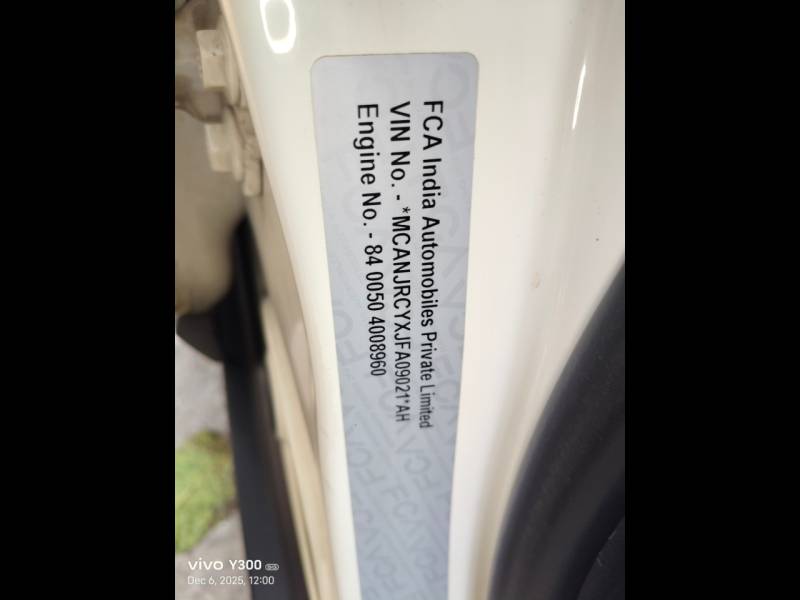 FCA India Automobiles Private Limited
VIN No. - *MCANJRCYXJFA09021*AH
Engine No. - 84 0050 4008960
vivo Y300 5G
Dec 6, 2025, 12:00